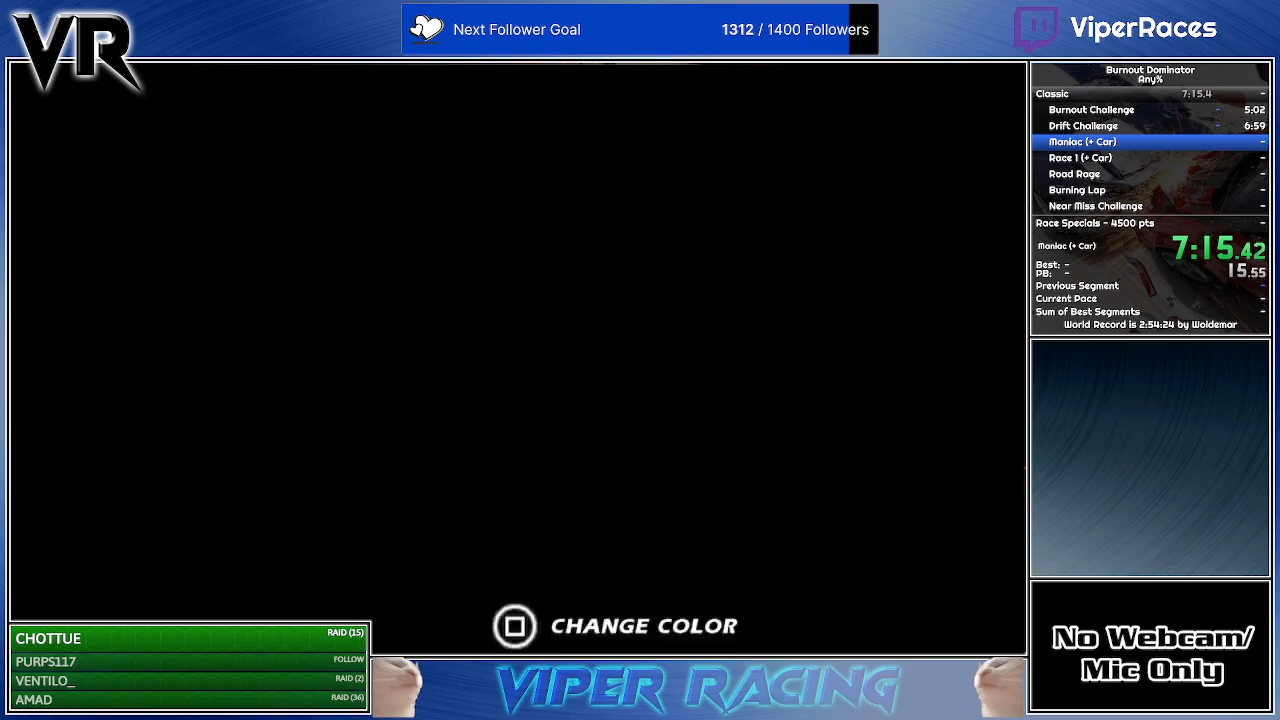 VR
Next Follower Goal 1312 / 1400 Followers
ViperRaces
Burnout Dominator
Any%
Classic 7:15.4 -
Burnout Challenge - 5:02
Drift Challenge - 6:59
Maniac (+ Car) -
Race 1 (+ Car) -
Road Rage -
Burning Lap -
Near Miss Challenge -
Race Specials - 4500 pts -
Maniac (+ Car) 7:15.42
Best: - 15.55
PB: -
Previous Segment -
Current Pace -
Sum of Best Segments -
World Record is 2:54:24 by Woldemar
CHANGE COLOR
CHOTTUE RAID (15)
PURPS117 FOLLOW
VENTILO_ RAID (2)
AMAD RAID (36)
VIPER RACING
No Webcam/
Mic Only